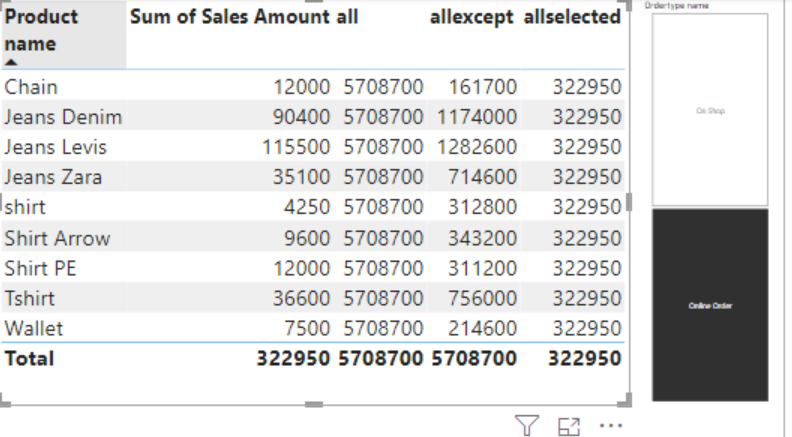 Product name Sum of Sales Amount all allexcept allselected
Chain 12000 5708700 161700 322950
Jeans Denim 90400 5708700 1174000 322950
Jeans Levis 115500 5708700 1282600 322950
Jeans Zara 35100 5708700 714600 322950
shirt 4250 5708700 312800 322950
Shirt Arrow 9600 5708700 343200 322950
Shirt PE 12000 5708700 311200 322950
Tshirt 36600 5708700 756000 322950
Wallet 7500 5708700 214600 322950
Total 322950 5708700 5708700 322950
Ordertype name
On Shop
Online Order